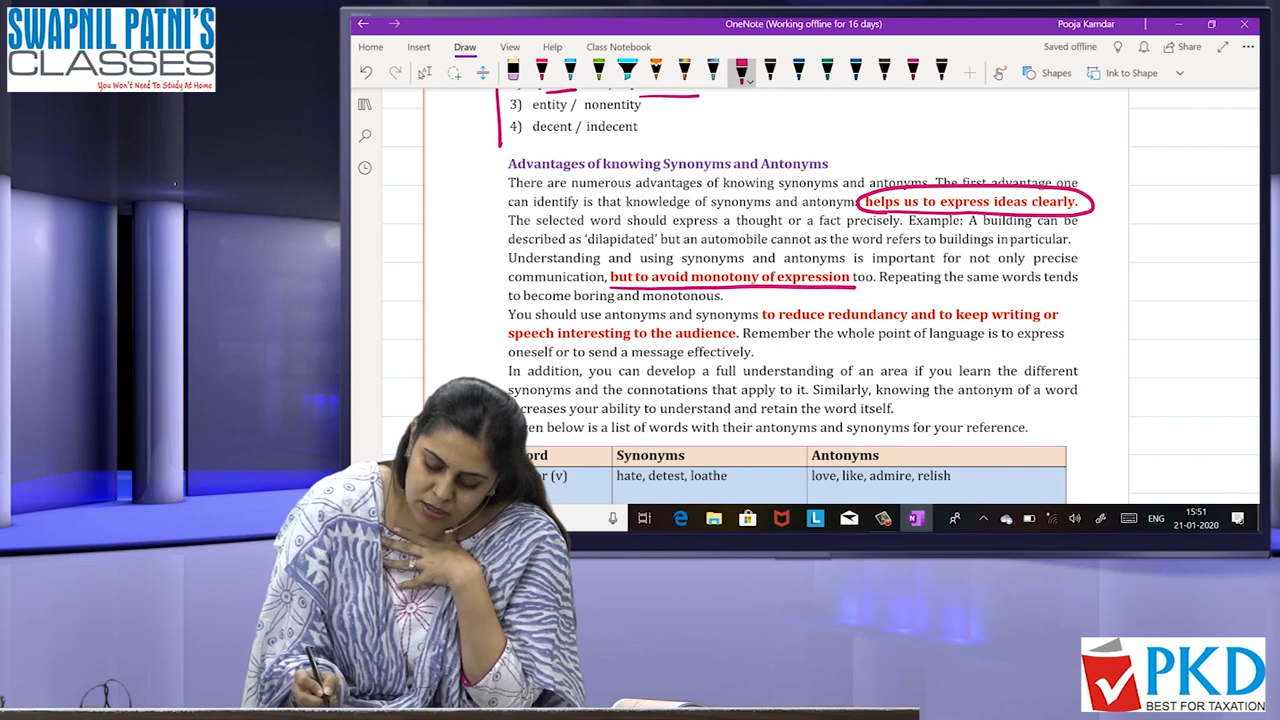 SWAPNIL PATNI'S
CLASSES
You Won't Need To Study At Home
OneNote (Working offline for 16 days)
Pooja Kamdar
Home Insert Draw View Help Class Notebook
Saved offline Share
Shapes Ink to Shape
3) entity / nonentity
4) decent / indecent
Advantages of knowing Synonyms and Antonyms
There are numerous advantages of knowing synonyms and antonyms. The first advantage one
can identify is that knowledge of synonyms and antonym helps us to express ideas clearly.
The selected word should express a thought or a fact precisely. Example: A building can be
described as 'dilapidated' but an automobile cannot as the word refers to buildings in particular.
Understanding and using synonyms and antonyms is important for not only precise
communication, but to avoid monotony of expression too. Repeating the same words tends
to become boring and monotonous.
You should use antonyms and synonyms to reduce redundancy and to keep writing or
speech interesting to the audience. Remember the whole point of language is to express
oneself or to send a message effectively.
In addition, you can develop a full understanding of an area if you learn the different
synonyms and the connotations that apply to it. Similarly, knowing the antonym of a word
creases your ability to understand and retain the word itself.
en below is a list of words with their antonyms and synonyms for your reference.
ord Synonyms Antonyms
r (v) hate, detest, loathe love, like, admire, relish
ENG
15:51
21-01-2020
PKD
BEST FOR TAXATION